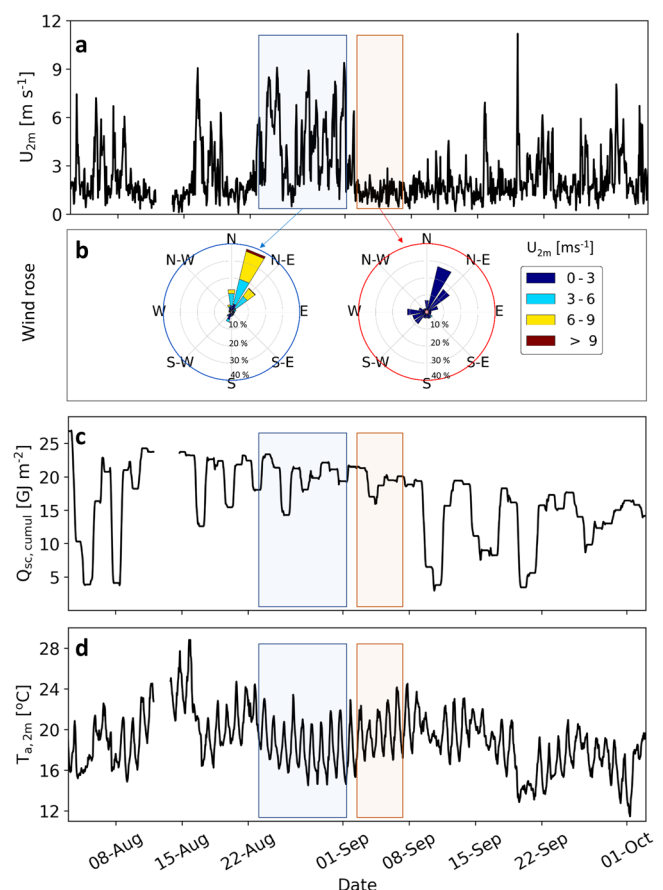 12
a
9
6
3
0
U2m [m s-1]
b
Wind rose
N
N-W
N-E
W
E
S-W
S-E
S
10 %
20 %
30 %
40 %
N
N-W
N-E
W
E
S-W
S-E
S
10 %
20 %
30 %
40 %
U2m [ms-1]
0 - 3
3 - 6
6 - 9
> 9
c
25
20
15
10
5
Qsc, cumul [GJ m-2]
d
28
24
20
16
12
Ta, 2m [°C]
08-Aug
15-Aug
22-Aug
01-Sep
08-Sep
15-Sep
22-Sep
01-Oct
Date